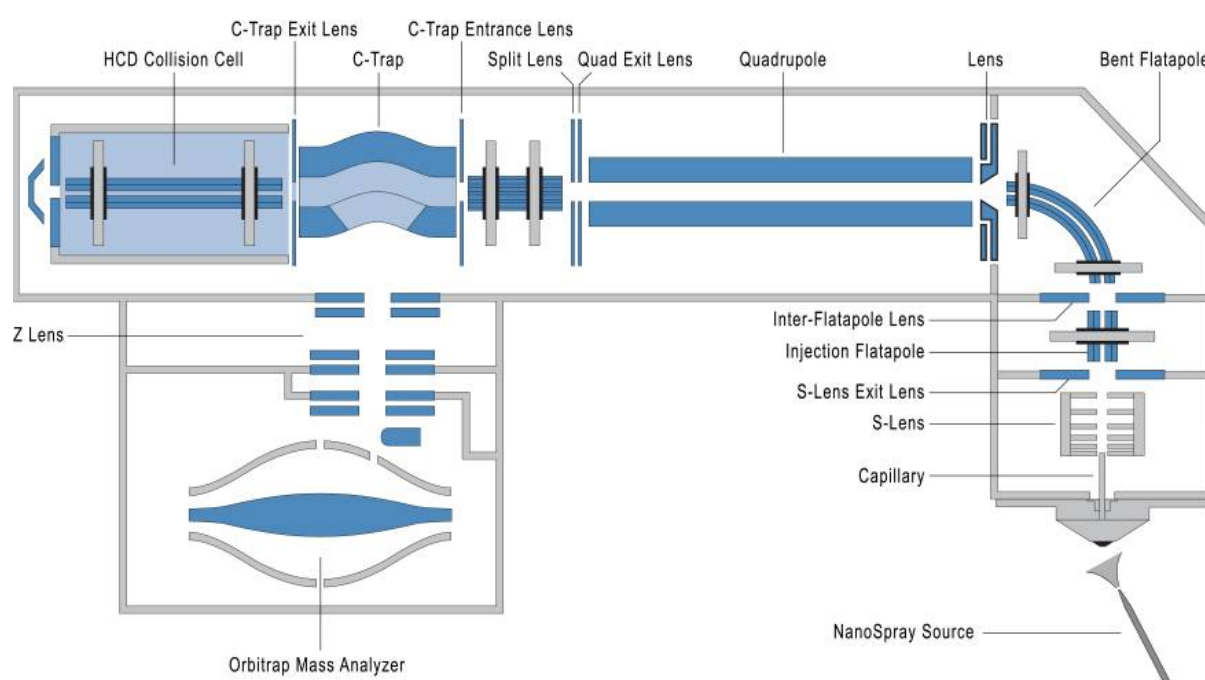 C-Trap Exit Lens
C-Trap Entrance Lens
HCD Collision Cell
C-Trap
Split Lens
Quad Exit Lens
Quadrupole
Lens
Bent Flatapole
Z Lens
Inter-Flatapole Lens
Injection Flatapole
S-Lens Exit Lens
S-Lens
Capillary
NanoSpray Source
Orbitrap Mass Analyzer